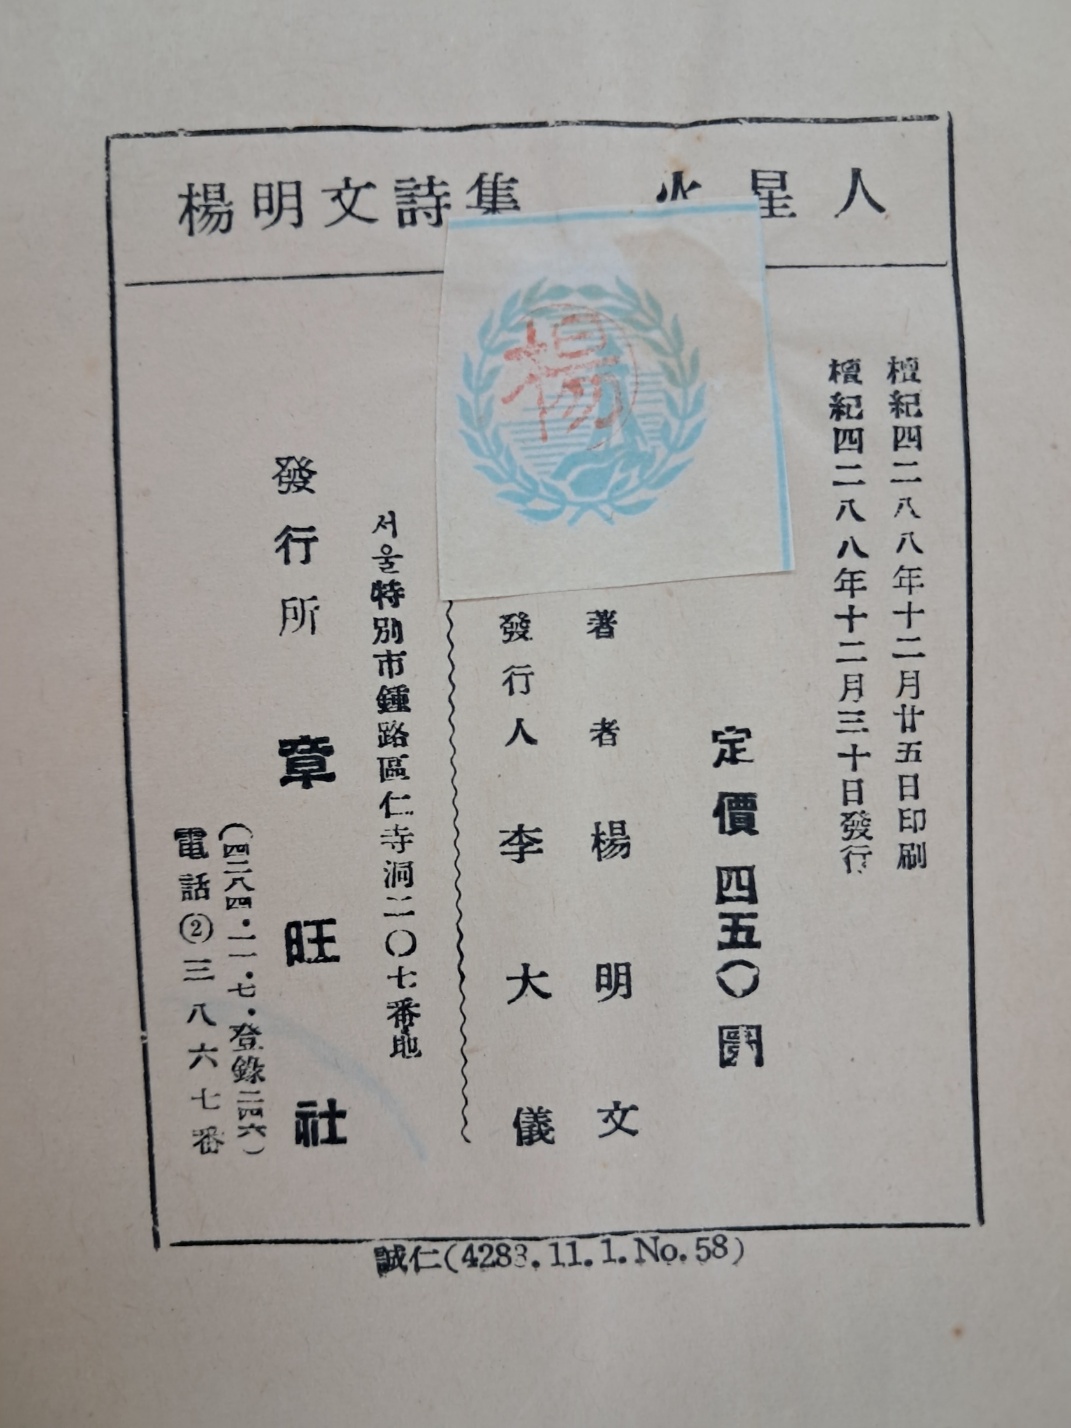 楊明文詩集 火星人
楊
檀紀四二八八年十二月廿五日印刷
檀紀四二八八年十二月三十日發行
定價四五〇圜
著者 楊明文
發行人 李大儀
서울特別市鍾路區仁寺洞二〇七番地
發行所 章旺社
(四二八四・一一・七・登錄二四六)
電話②三八六七番
誠仁(4288.11.1.No.58)